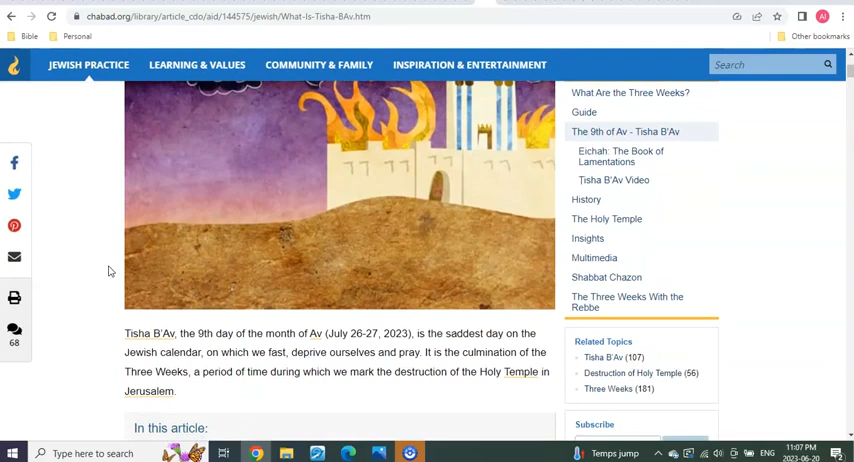 chabad.org/library/article_cdo/aid/144575/jewish/What-Is-Tisha-BAv.htm
AI
Bible
Personal
Other bookmarks
JEWISH PRACTICE
LEARNING & VALUES
COMMUNITY & FAMILY
INSPIRATION & ENTERTAINMENT
Search
What Are the Three Weeks?
Guide
The 9th of Av - Tisha B'Av
Eichah: The Book of
Lamentations
Tisha B'Av Video
History
The Holy Temple
Insights
Multimedia
Shabbat Chazon
The Three Weeks With the
Rebbe
68
Tisha B'Av, the 9th day of the month of Av (July 26-27, 2023), is the saddest day on the
Jewish calendar, on which we fast, deprive ourselves and pray. It is the culmination of the
Three Weeks, a period of time during which we mark the destruction of the Holy Temple in
Jerusalem.
In this article:
Related Topics
Tisha B'Av (107)
Destruction of Holy Temple (56)
Three Weeks (181)
Subscribe
Type here to search
Temps jump
ENG
11:07 PM
2023-06-20
2